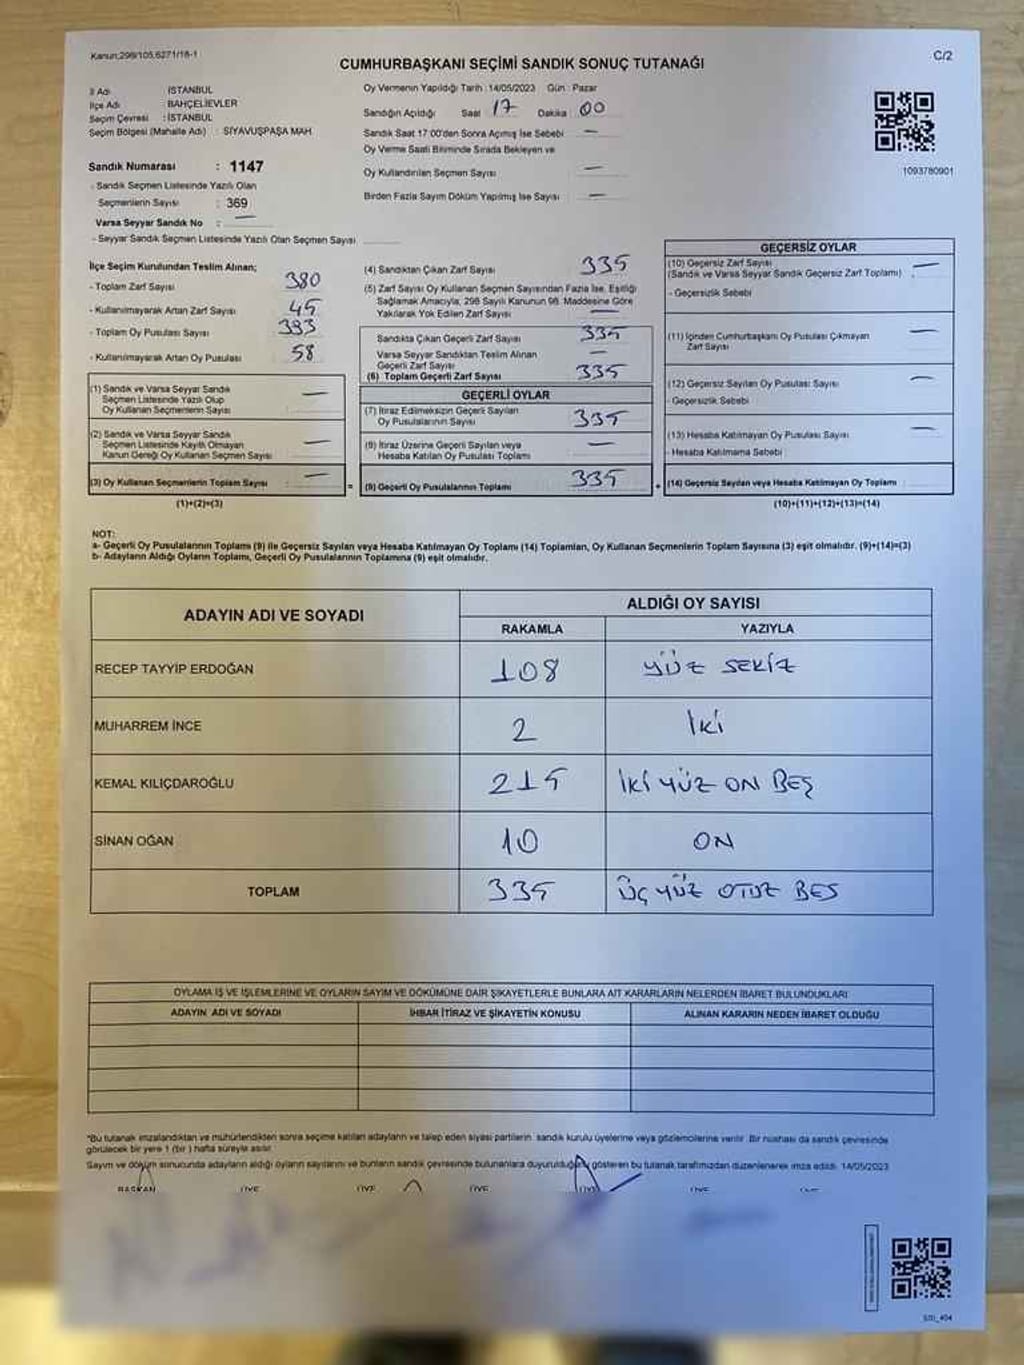 Kanun:298/105,6271/18-1
C/2
CUMHURBAŞKANI SEÇİMİ SANDIK SONUÇ TUTANAĞI
İl Adı : İSTANBUL
İlçe Adı : BAHÇELİEVLER
Seçim Çevresi : İSTANBUL
Seçim Bölgesi (Mahalle Adı) : SİYAVUŞPAŞA MAH.
Oy Vermenin Yapıldığı Tarih : 14/05/2023 Gün : Pazar
Sandığın Açıldığı Saat 17 Dakika 00
Sandık Saat 17:00'den Sonra Açımış İse Sebebi —
Oy Verme Saati Bitiminde Sırada Bekleyen ve
Oy Kullandırılan Seçmen Sayısı —
Birden Fazla Sayım Döküm Yapılmış İse Sayısı —
1093780901
Sandık Numarası : 1147
- Sandık Seçmen Listesinde Yazılı Olan
Seçmenlerin Sayısı : 369
Varsa Seyyar Sandık No : —
- Seyyar Sandık Seçmen Listesinde Yazılı Olan Seçmen Sayısı
İlçe Seçim Kurulundan Teslim Alınan;
- Toplam Zarf Sayısı 380
- Kullanılmayarak Artan Zarf Sayısı 45
- Toplam Oy Pusulası Sayısı 393
- Kullanılmayarak Artan Oy Pusulası 58
(1) Sandık ve Varsa Seyyar Sandık
Seçmen Listesinde Yazılı Olup
Oy Kullanan Seçmenlerin Sayısı —
(2) Sandık ve Varsa Seyyar Sandık
Seçmen Listesinde Kayıtlı Olmayan
Kanun Gereği Oy Kullanan Seçmen Sayısı —
(3) Oy Kullanan Seçmenlerin Toplam Sayısı —
(1)+(2)=(3)
(4) Sandıktan Çıkan Zarf Sayısı 335
(5) Zarf Sayısı Oy Kullanan Seçmen Sayısından Fazla İse, Eşitliği
Sağlamak Amacıyla, 298 Sayılı Kanunun 98. Maddesine Göre
Yakılarak Yok Edilen Zarf Sayısı —
Sandıkta Çıkan Geçerli Zarf Sayısı 335
Varsa Seyyar Sandıktan Teslim Alınan
Geçerli Zarf Sayısı —
(6) Toplam Geçerli Zarf Sayısı 335
GEÇERLİ OYLAR
(7) İtiraz Edilmeksizin Geçerli Sayılan
Oy Pusulalarının Sayısı 335
(8) İtiraz Üzerine Geçerli Sayılan veya
Hesaba Katılan Oy Pusulası Toplamı —
= (9) Geçerli Oy Pusulalarının Toplamı 335 +
GEÇERSİZ OYLAR
(10) Geçersiz Zarf Sayısı
(Sandık ve Varsa Seyyar Sandık Geçersiz Zarf Toplamı) —
- Geçersizlik Sebebi
(11) İçinden Cumhurbaşkanı Oy Pusulası Çıkmayan
Zarf Sayısı —
(12) Geçersiz Sayılan Oy Pusulası Sayısı —
- Geçersizlik Sebebi
(13) Hesaba Katılmayan Oy Pusulası Sayısı —
- Hesaba Katılmama Sebebi
(14) Geçersiz Sayılan veya Hesaba Katılmayan Oy Toplamı
(10)+(11)+(12)+(13)=(14)
NOT:
a- Geçerli Oy Pusulalarının Toplamı (9) ile Geçersiz Sayılan veya Hesaba Katılmayan Oy Toplamı (14) Toplamları, Oy Kullanan Seçmenlerin Toplam Sayısına (3) eşit olmalıdır. (9)+(14)=(3)
b- Adayların Aldığı Oyların Toplamı, Geçerli Oy Pusulalarının Toplamına (9) eşit olmalıdır.
ADAYIN ADI VE SOYADI
ALDIĞI OY SAYISI
RAKAMLA YAZIYLA
RECEP TAYYİP ERDOĞAN 108 YÜZ SEKİZ
MUHARREM İNCE 2 İKİ
KEMAL KILIÇDAROĞLU 215 İKİ YÜZ ON BEŞ
SİNAN OĞAN 10 ON
TOPLAM 335 ÜÇ YÜZ OTUZ BES
OYLAMA İŞ VE İŞLEMLERİNE VE OYLARIN SAYIM VE DÖKÜMÜNE DAİR ŞİKAYETLERLE BUNLARA AİT KARARLARIN NELERDEN İBARET BULUNDUKLARI
ADAYIN ADI VE SOYADI İHBAR İTİRAZ VE ŞİKAYETİN KONUSU ALINAN KARARIN NEDEN İBARET OLDUĞU
*Bu tutanak imzalandıktan ve mühürlendikten sonra seçime katılan adayların ve talep eden siyasi partilerin sandık kurulu üyelerine veya gözlemcilerine verilir. Bir nüshası da sandık çevresinde
görülecek bir yere 1 (bir) hafta süreyle asılır.
Sayım ve döküm sonucunda adayların aldığı oyların sayılarını ve bunların sandık çevresinde bulunanlara duyurulduğunu gösteren bu tutanak tarafımızdan düzenlenerek imza edildi. 14/05/2023
BAŞKAN ÜYE ÜYE ÜYE ÜYE ÜYE ÜYE